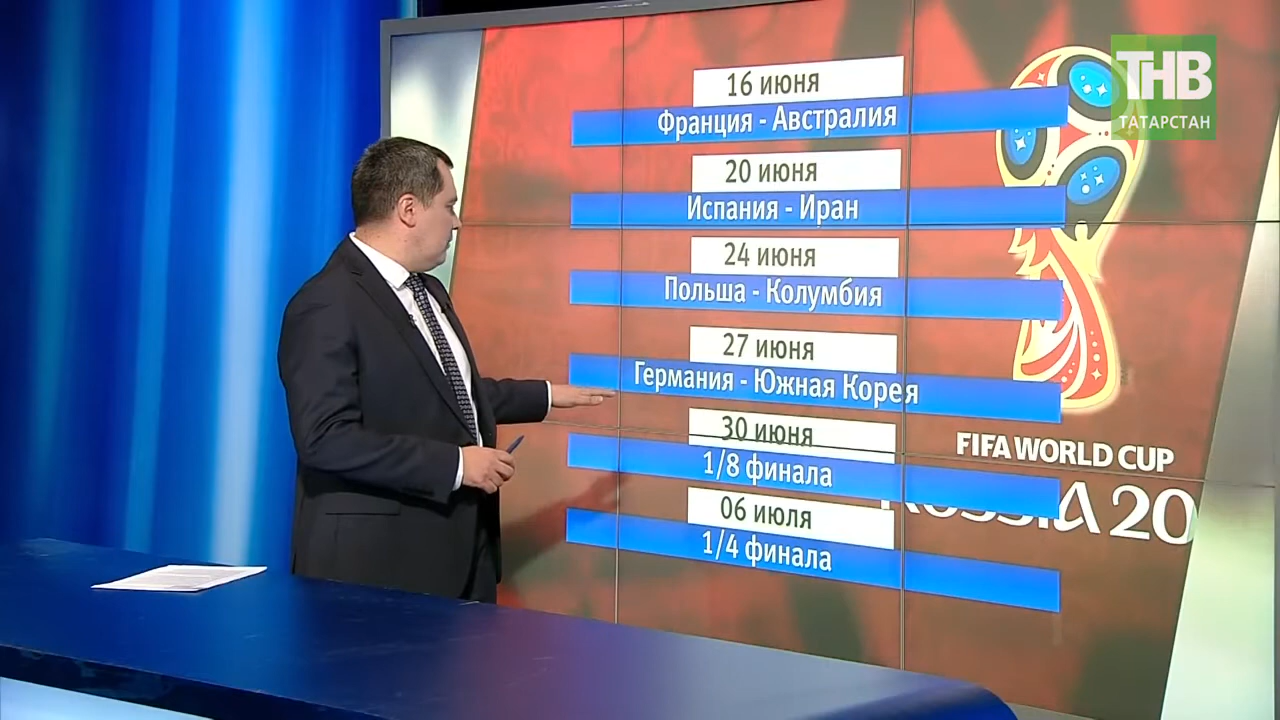 ТНВ
ТАТАРСТАН
16 июня
Франция - Австралия
20 июня
Испания - Иран
24 июня
Польша - Колумбия
27 июня
Германия - Южная Корея
30 июня
1/8 финала
06 июля
1/4 финала
FIFA WORLD CUP
RUSSIA 20